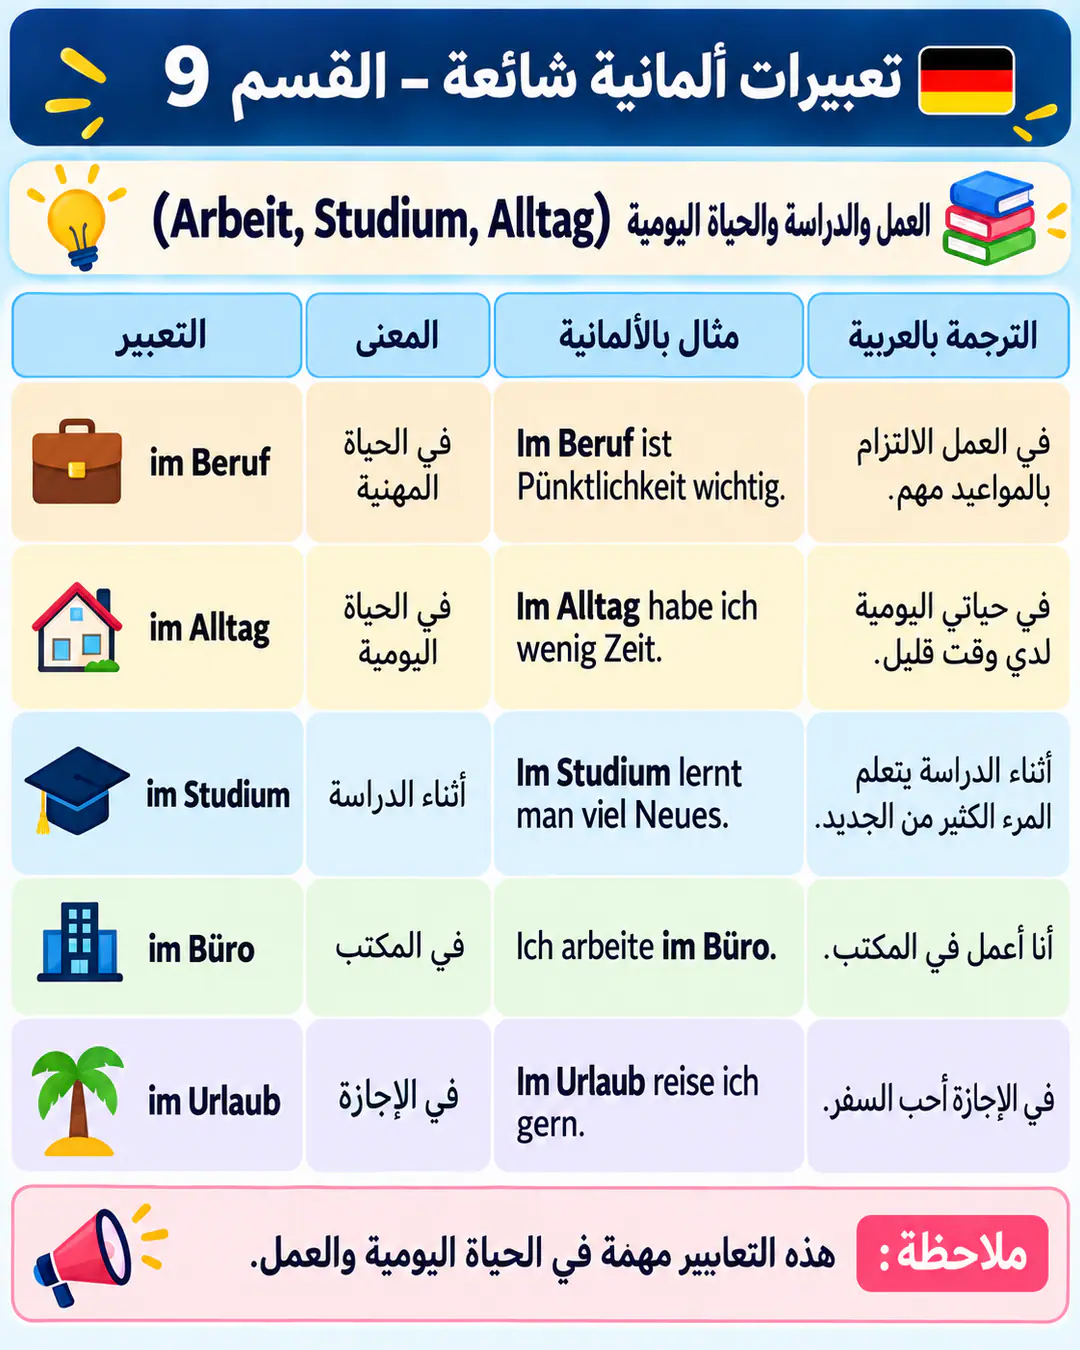 تعبيرات ألمانية شائعة – القسم 9
العمل والدراسة والحياة اليومية (Arbeit, Studium, Alltag)
التعبير
المعنى
مثال بالألمانية
الترجمة بالعربية
im Beruf
في الحياة
المهنية
Im Beruf ist
Pünktlichkeit wichtig.
في العمل الالتزام
بالمواعيد مهم.
im Alltag
في الحياة
اليومية
Im Alltag habe ich
wenig Zeit.
في حياتي اليومية
لدي وقت قليل.
im Studium
أثناء الدراسة
Im Studium lernt
man viel Neues.
أثناء الدراسة يتعلم
المرء الكثير من الجديد.
im Büro
في المكتب
Ich arbeite im Büro.
أنا أعمل في المكتب.
im Urlaub
في الإجازة
Im Urlaub reise ich
gern.
في الإجازة أحب السفر.
ملاحظة:
هذه التعابير مهمة في الحياة اليومية والعمل.